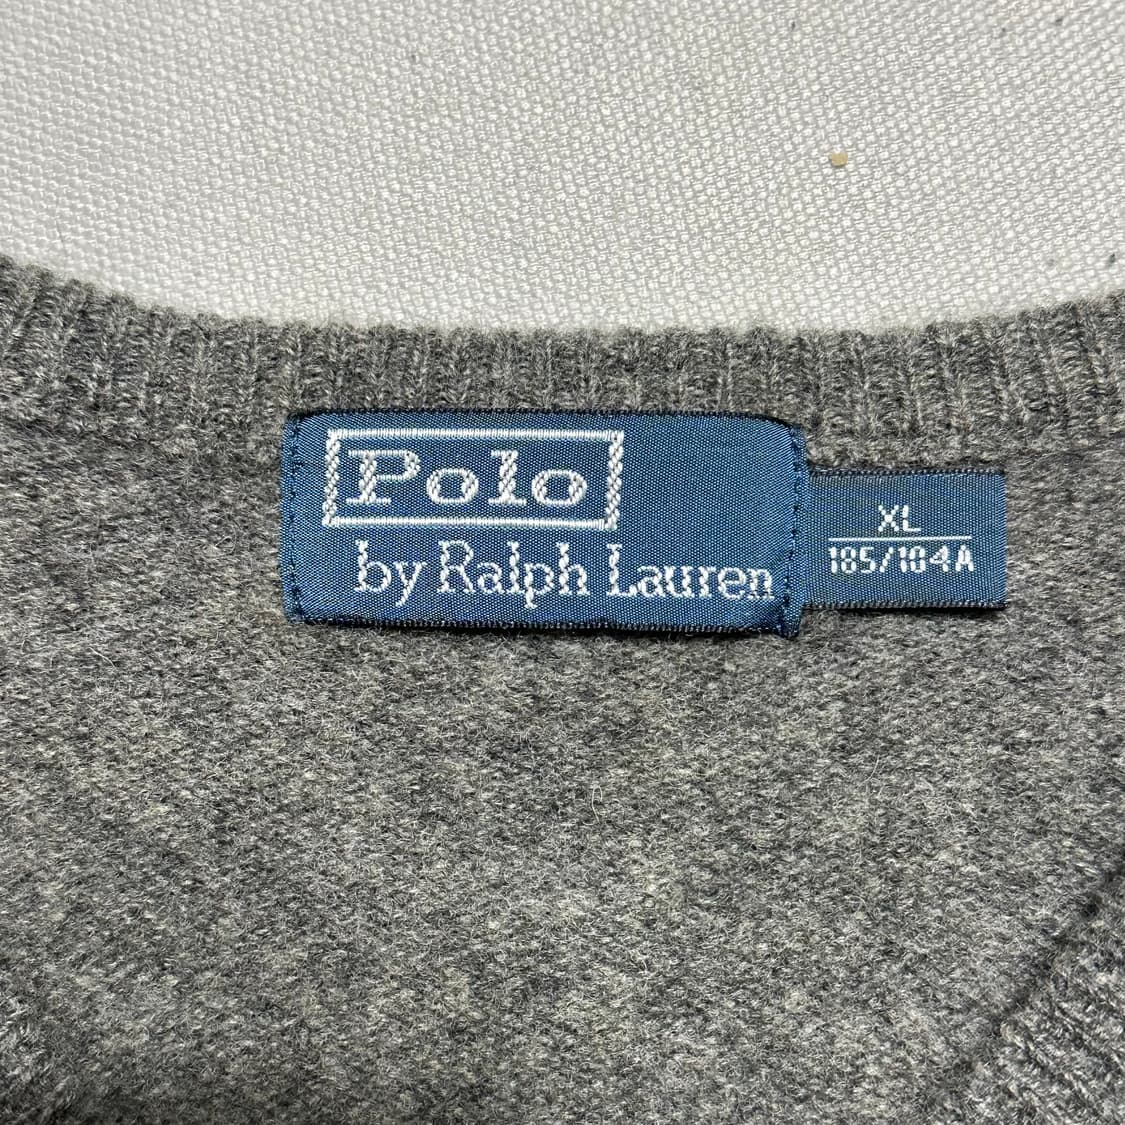 Polo
by Ralph Lauren
XL
185/104A